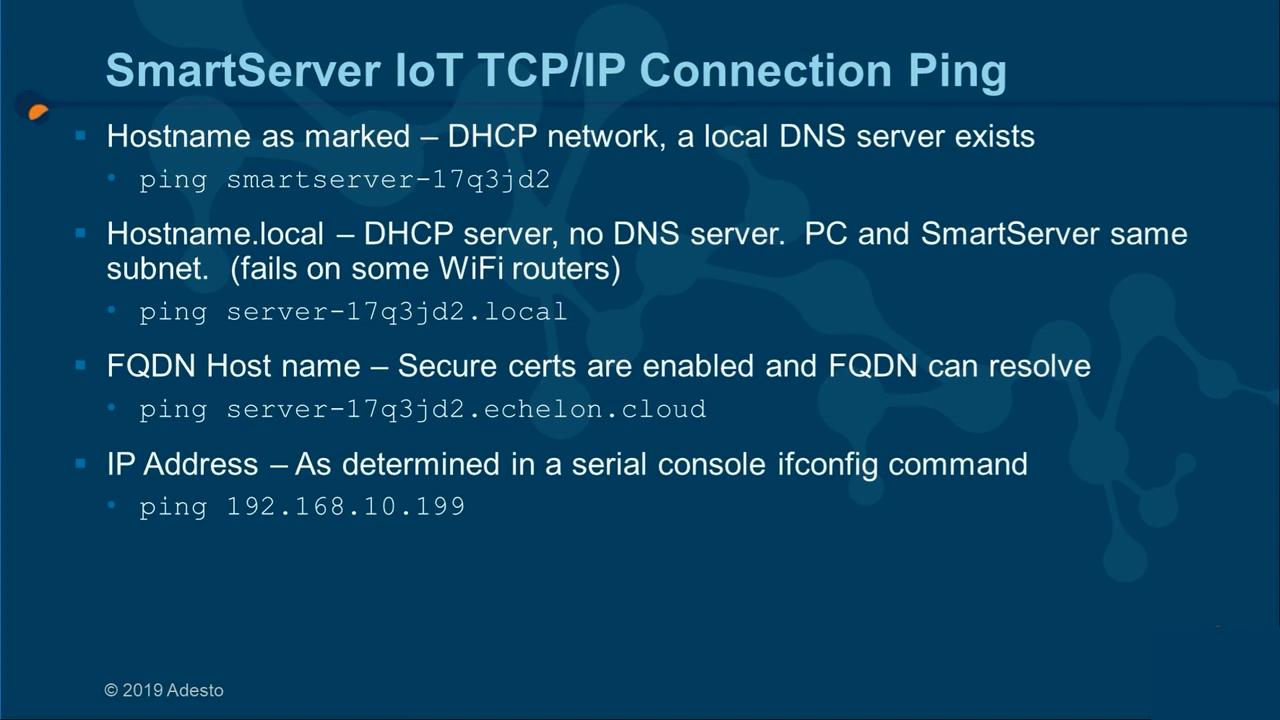 SmartServer IoT TCP/IP Connection Ping
Hostname as marked – DHCP network, a local DNS server exists
ping smartserver-17q3jd2
Hostname.local – DHCP server, no DNS server. PC and SmartServer same
subnet. (fails on some WiFi routers)
ping server-17q3jd2.local
FQDN Host name – Secure certs are enabled and FQDN can resolve
ping server-17q3jd2.echelon.cloud
IP Address – As determined in a serial console ifconfig command
ping 192.168.10.199
© 2019 Adesto